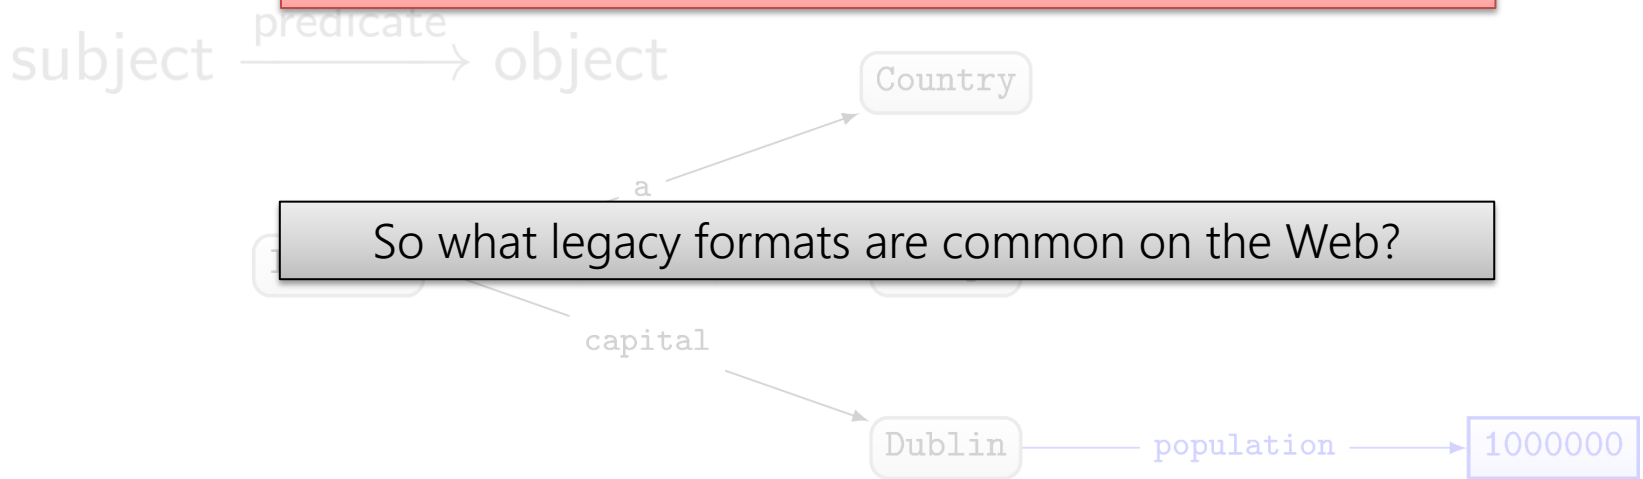 predicate
subject object
Country
a
So what legacy formats are common on the Web?
capital
Dublin population 1000000